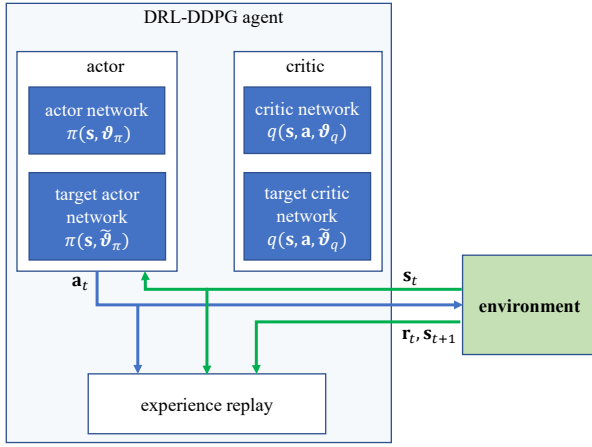 DRL-DDPG agent
actor
critic
actor network
π(𝐬, 𝝑_π)
critic network
q(𝐬, 𝐚, 𝝑_q)
target actor
network
π(𝐬, 𝝑̃_π)
target critic
network
q(𝐬, 𝐚, 𝝑̃_q)
𝐚_t
𝐬_t
environment
𝐫_t, 𝐬_{t+1}
experience replay